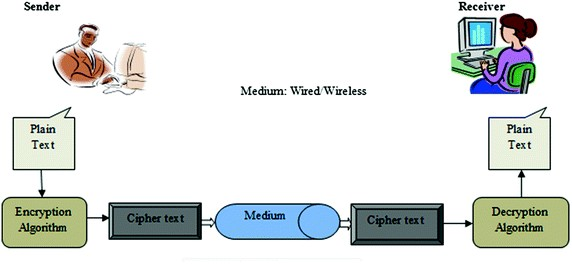 Sender
Receiver
Medium: Wired/Wireless
Plain
Text
Plain
Text
Encryption
Algorithm
Cipher text
Medium
Cipher text
Decryption
Algorithm